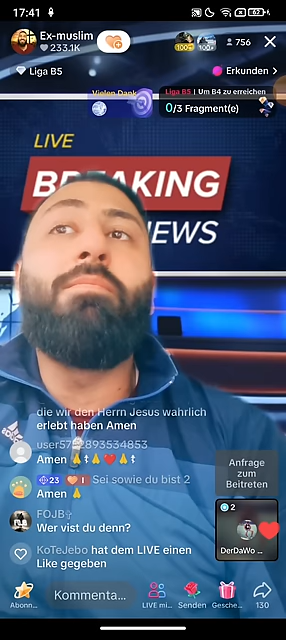 17:41
62
Ex-muslim
233.1K
100+
100+
756
Liga B5
Erkunden >
Vielen Dank
Liga B5 | Um B4 zu erreichen
0/3 Fragment(e)
LIVE
BREAKING
NEWS
die wir den Herrn Jesus wahrlich
erlebt haben Amen
Amen
23
I
Sei sowie du bist 2
Amen
FOJB
Wer vist du denn?
KoTeJebo hat dem LIVE einen
Like gegeben
Anfrage
zum
Beitreten
2
DerDaWo ...
Abonn...
Kommenta...
LIVE mi...
Senden
Gesche...
130